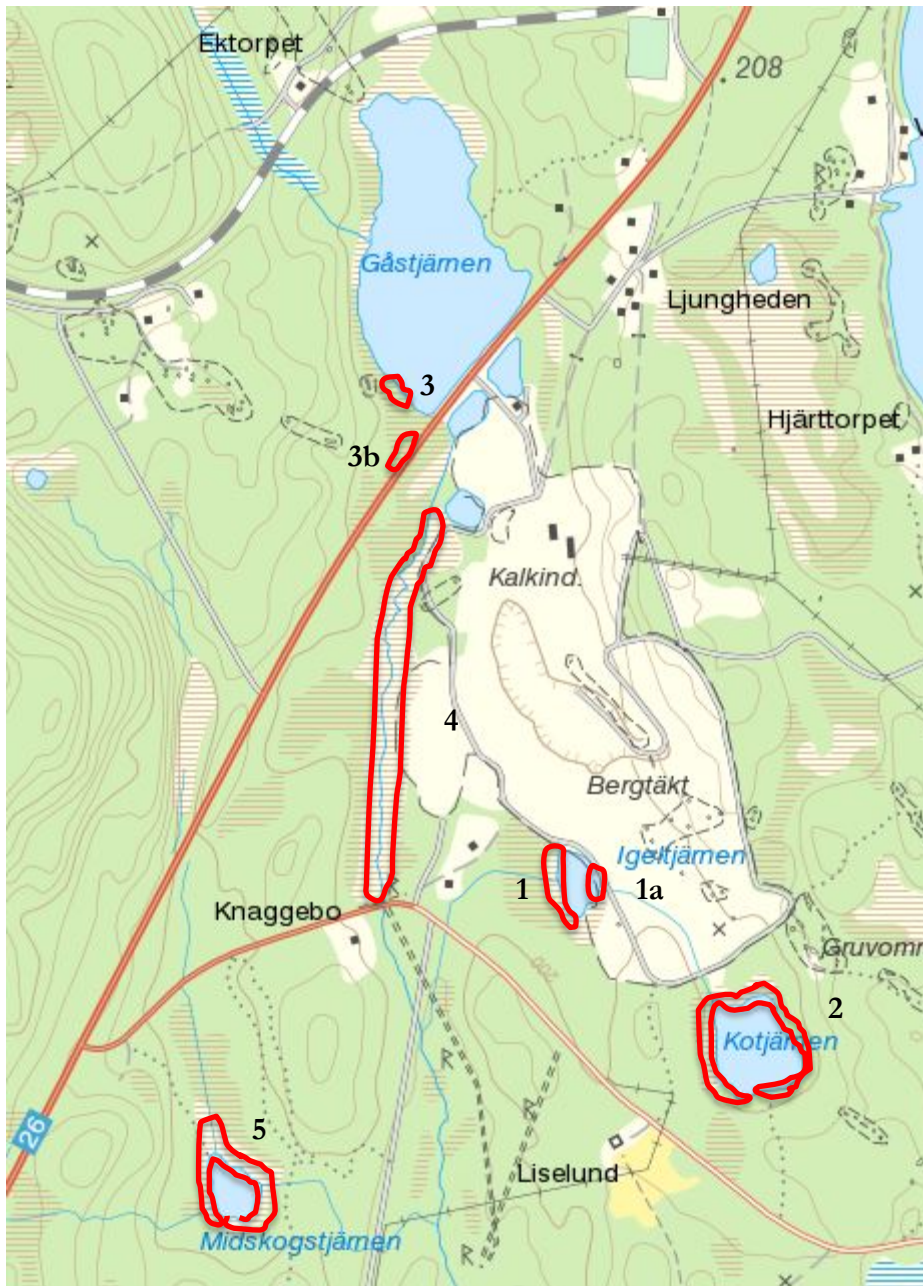 Ektorpet
208
V
Gåstjärnen
Ljungheden
3
Hjärttorpet
3b
Kalkind.
4
Bergtäkt
Igeltjärnen
1
1a
Knaggebo
Gruvomr
200
2
Kotjärnen
26
5
Liselund
Midskogstjärnen